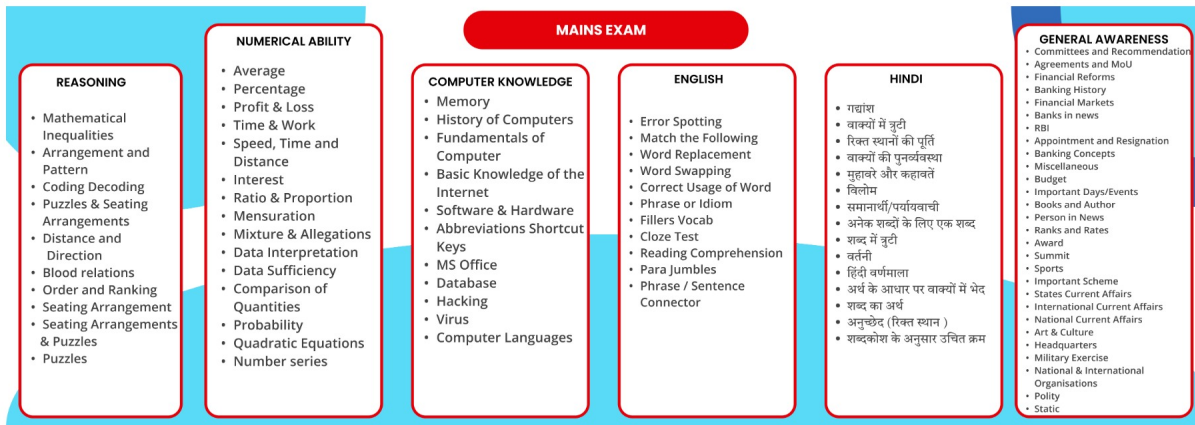 MAINS EXAM
REASONING
• Mathematical
Inequalities
• Arrangement and
Pattern
• Coding Decoding
• Puzzles & Seating
Arrangements
• Distance and
Direction
• Blood relations
• Order and Ranking
• Seating Arrangement
• Seating Arrangements
& Puzzles
• Puzzles
NUMERICAL ABILITY
• Average
• Percentage
• Profit & Loss
• Time & Work
• Speed, Time and
Distance
• Interest
• Ratio & Proportion
• Mensuration
• Mixture & Allegations
• Data Interpretation
• Data Sufficiency
• Comparison of
Quantities
• Probability
• Quadratic Equations
• Number series
COMPUTER KNOWLEDGE
• Memory
• History of Computers
• Fundamentals of
Computer
• Basic Knowledge of the
Internet
• Software & Hardware
• Abbreviations Shortcut
Keys
• MS Office
• Database
• Hacking
• Virus
• Computer Languages
ENGLISH
• Error Spotting
• Match the Following
• Word Replacement
• Word Swapping
• Correct Usage of Word
• Phrase or Idiom
• Fillers Vocab
• Cloze Test
• Reading Comprehension
• Para Jumbles
• Phrase / Sentence
Connector
HINDI
• गद्यांश
• वाक्यों में त्रुटी
• रिक्त स्थानों की पूर्ति
• वाक्यों की पुनर्व्यवस्था
• मुहावरे और कहावतें
• विलोम
• समानार्थी/पर्यायवाची
• अनेक शब्दों के लिए एक शब्द
• शब्द में त्रुटी
• वर्तनी
• हिंदी वर्णमाला
• अर्थ के आधार पर वाक्यों में भेद
• शब्द का अर्थ
• अनुच्छेद (रिक्त स्थान )
• शब्दकोश के अनुसार उचित क्रम
GENERAL AWARENESS
• Committees and Recommendation
• Agreements and MoU
• Financial Reforms
• Banking History
• Financial Markets
• Banks in news
• RBI
• Appointment and Resignation
• Banking Concepts
• Miscellaneous
• Budget
• Important Days/Events
• Books and Author
• Person in News
• Ranks and Rates
• Award
• Summit
• Sports
• Important Scheme
• States Current Affairs
• International Current Affairs
• National Current Affairs
• Art & Culture
• Headquarters
• Military Exercise
• National & International
Organisations
• Polity
• Static